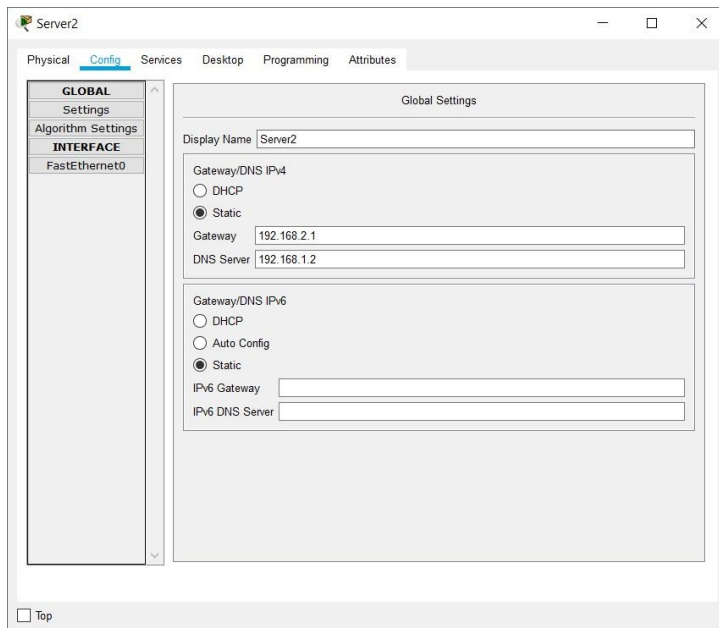 Server2
Physical Config Services Desktop Programming Attributes
GLOBAL
Settings
Algorithm Settings
INTERFACE
FastEthernet0
Global Settings
Display Name Server2
Gateway/DNS IPv4
DHCP
Static
Gateway 192.168.2.1
DNS Server 192.168.1.2
Gateway/DNS IPv6
DHCP
Auto Config
Static
IPv6 Gateway
IPv6 DNS Server
Top